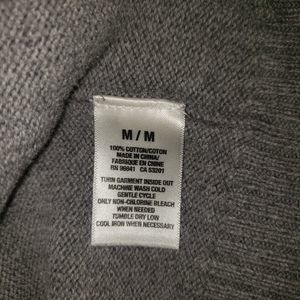 M / M
100% COTTON/COTON
MADE IN CHINA/
FABRIQUE EN CHINE
RN 96641 CA 53201
TURN GARMENT INSIDE OUT
MACHINE WASH COLD
GENTLE CYCLE
ONLY NON-CHLORINE BLEACH
WHEN NEEDED
TUMBLE DRY LOW
COOL IRON WHEN NECESSARY